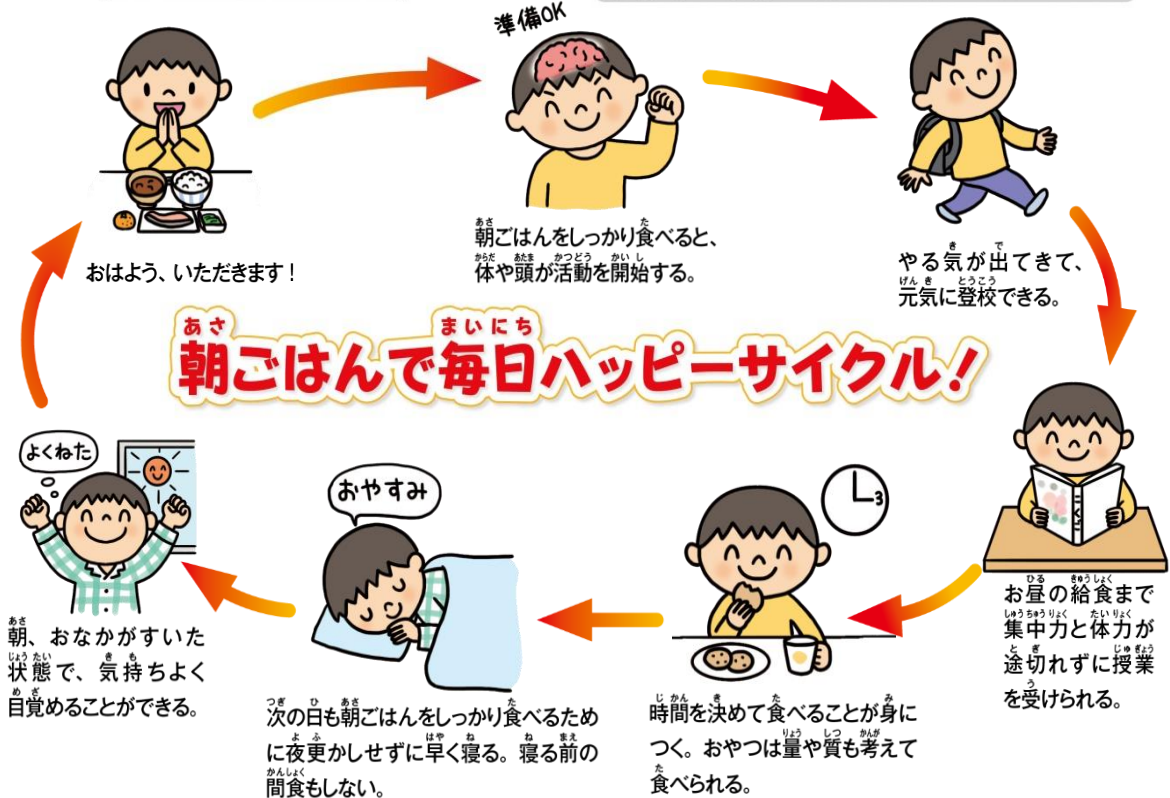 準備OK
おはよう、いただきます！
朝ごはんをしっかり食べると、
体や頭が活動を開始する。
やる気が出てきて、
元気に登校できる。
朝ごはんで毎日ハッピーサイクル！
こくご
お昼の給食まで
集中力と体力が
途切れずに授業
を受けられる。
3
時間を決めて食べることが身に
つく。おやつは量や質も考えて
食べられる。
おやすみ
次の日も朝ごはんをしっかり食べるため
に夜更かしせずに早く寝る。寝る前の
間食もしない。
よくねた
朝、おなかがすいた
状態で、気持ちよく
目覚めることができる。